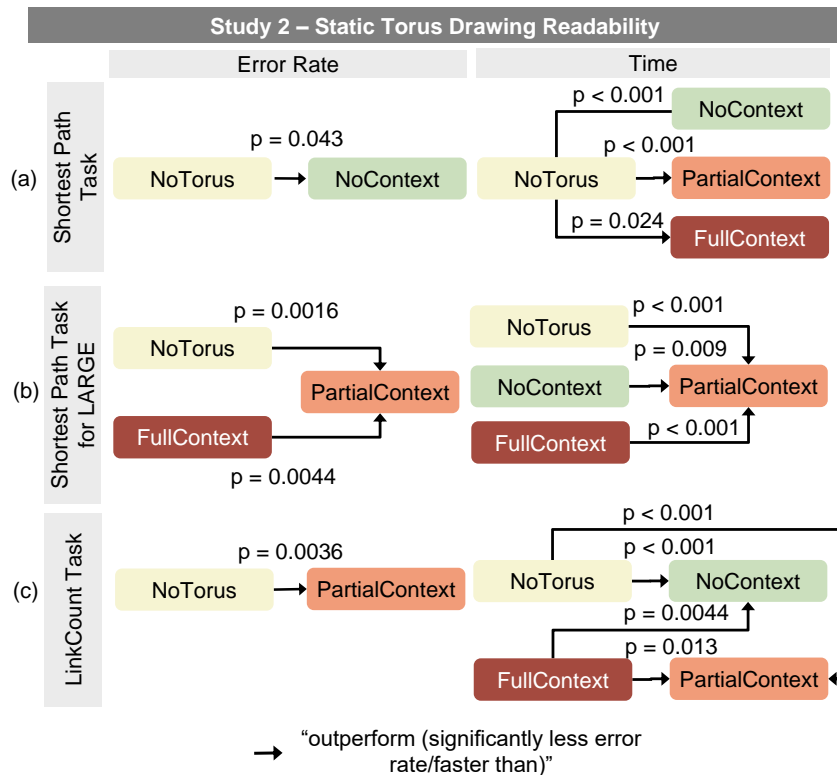 Study 2 – Static Torus Drawing Readability
Error Rate
Time
(a)
Shortest Path
Task
p = 0.043
NoTorus
NoContext
p < 0.001
NoContext
p < 0.001
NoTorus
PartialContext
p = 0.024
FullContext
(b)
Shortest Path Task
for LARGE
p = 0.0016
NoTorus
PartialContext
FullContext
p = 0.0044
p < 0.001
NoTorus
p = 0.009
NoContext
PartialContext
FullContext
p < 0.001
(c)
LinkCount Task
p = 0.0036
NoTorus
PartialContext
p < 0.001
p < 0.001
NoTorus
NoContext
p = 0.0044
p = 0.013
FullContext
PartialContext
“outperform (significantly less error
rate/faster than)”